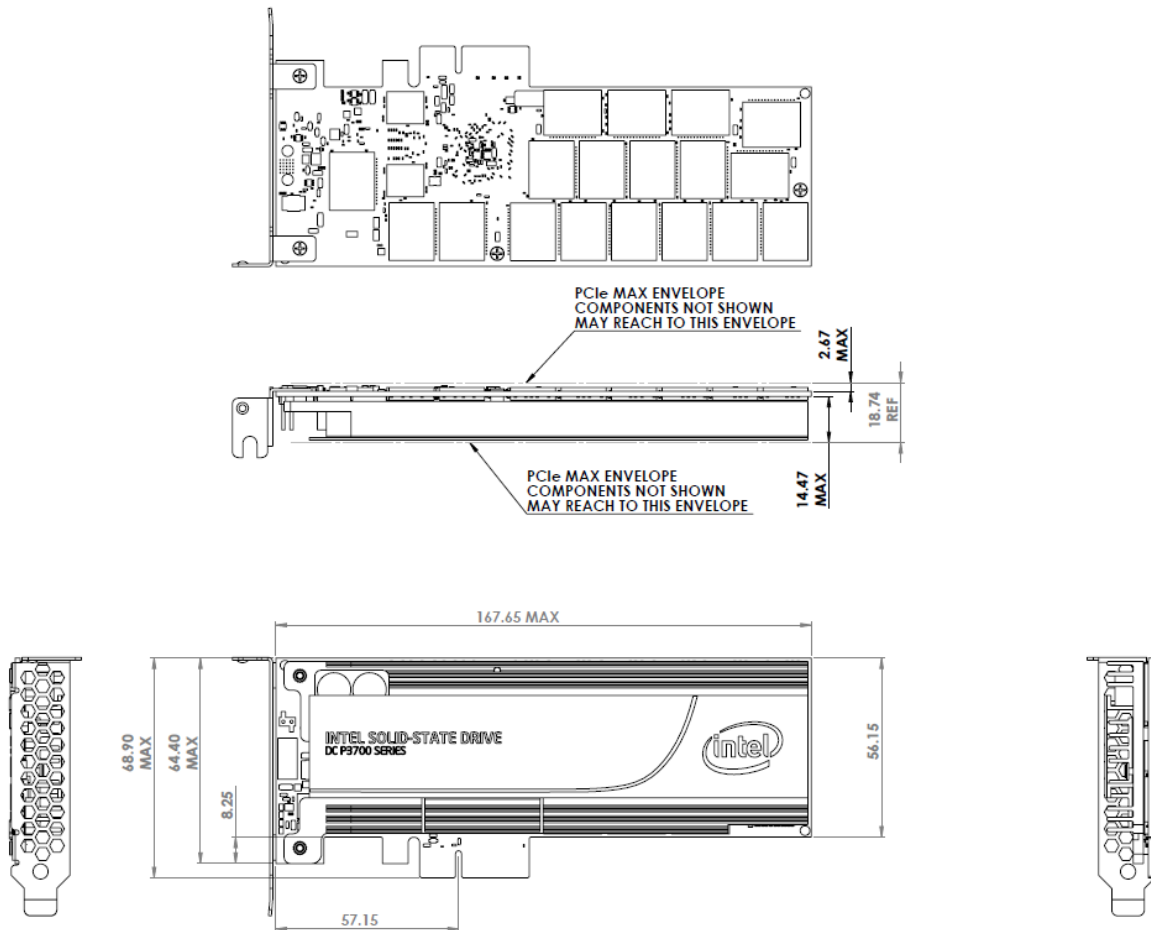 PCIe MAX ENVELOPE
COMPONENTS NOT SHOWN
MAY REACH TO THIS ENVELOPE
2.67
MAX
18.74
REF
14.47
MAX
PCIe MAX ENVELOPE
COMPONENTS NOT SHOWN
MAY REACH TO THIS ENVELOPE
167.65 MAX
68.90
MAX
64.40
MAX
8.25
INTEL SOLID-STATE DRIVE
DC P3700 SERIES
intel
56.15
57.15